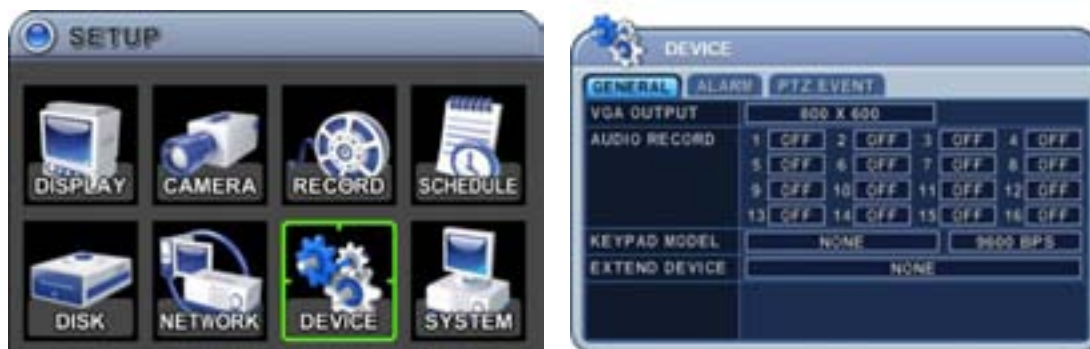 SETUP
DISPLAY CAMERA RECORD SCHEDULE
DISK NETWORK DEVICE SYSTEM
DEVICE
GENERAL ALARM PTZ EVENT
VGA OUTPUT 800 X 600
AUDIO RECORD 1 OFF 2 OFF 3 OFF 4 OFF
5 OFF 6 OFF 7 OFF 8 OFF
9 OFF 10 OFF 11 OFF 12 OFF
13 OFF 14 OFF 15 OFF 16 OFF
KEYPAD MODEL NONE 9600 BPS
EXTEND DEVICE NONE